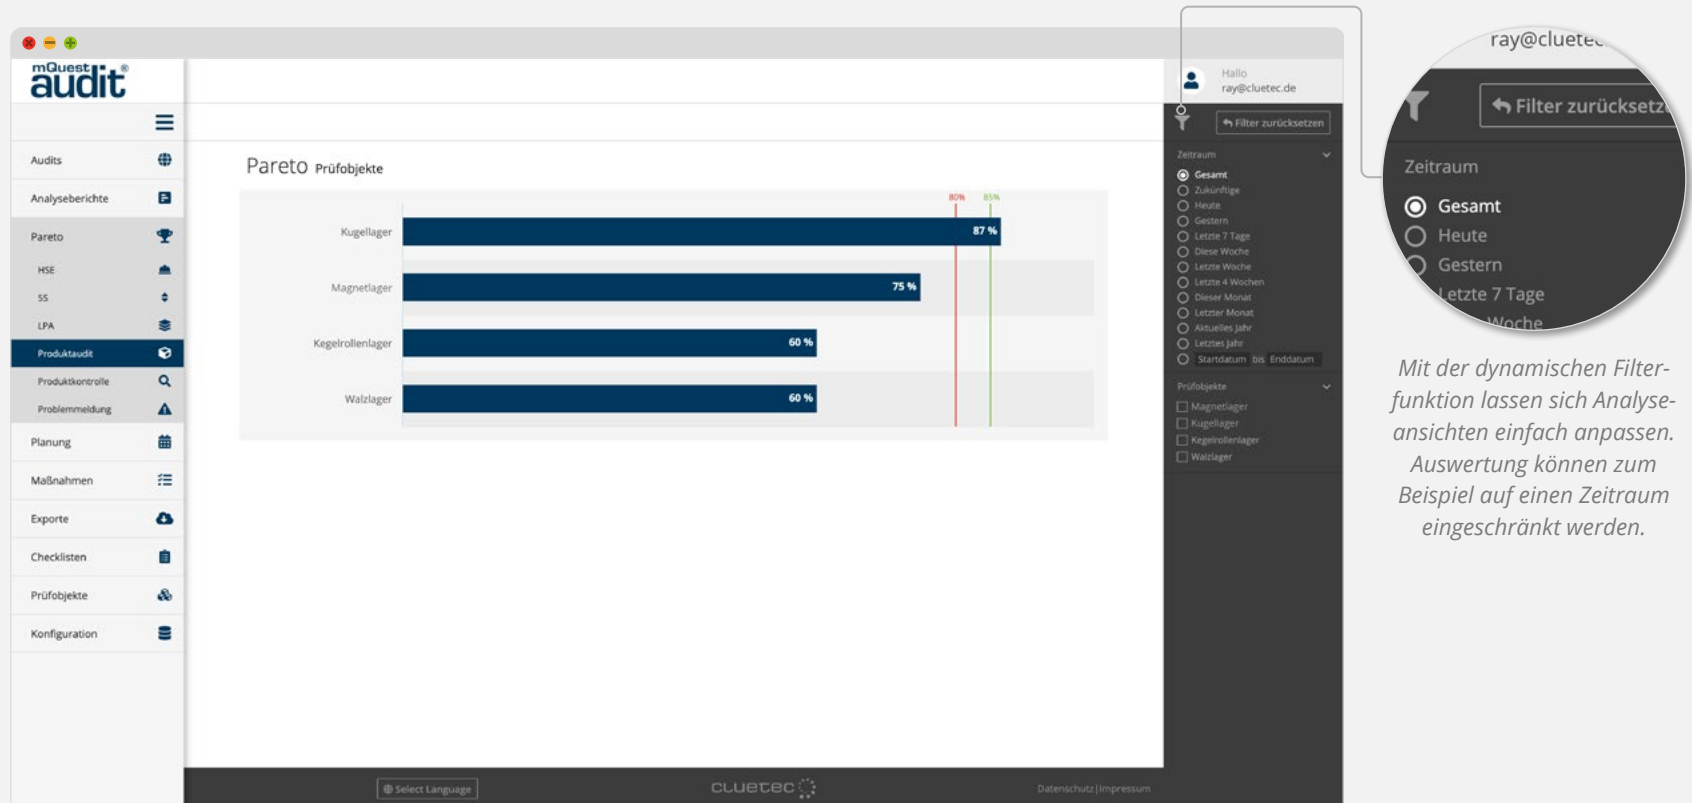 mQuest®
audit
Audits
Analyseberichte
Pareto
HSE
SS
LPA
Produktaudit
Produktkontrolle
Problemmeldung
Planung
Maßnahmen
Exporte
Checklisten
Prüfobjekte
Konfiguration
Pareto Prüfobjekte
80% 85%
Kugellager 87 %
Magnetlager 75 %
Kegelrollenlager 60 %
Walzlager 60 %
Hallo
ray@cluetec.de
Filter zurücksetzen
Zeitraum
Gesamt
Zukünftige
Heute
Gestern
Letzte 7 Tage
Diese Woche
Letzte Woche
Letzte 4 Wochen
Dieser Monat
Letzter Monat
Aktuelles Jahr
Letztes Jahr
Startdatum bis Enddatum
Prüfobjekte
Magnetlager
Kugellager
Kegelrollenlager
Walzlager
Select Language
cluetec
Datenschutz|Impressum
ray@cluetec.
Filter zurücksetze
Zeitraum
Gesamt
Heute
Gestern
Letzte 7 Tage
Woche
Mit der dynamischen Filter-
funktion lassen sich Analyse-
ansichten einfach anpassen.
Auswertung können zum
Beispiel auf einen Zeitraum
eingeschränkt werden.